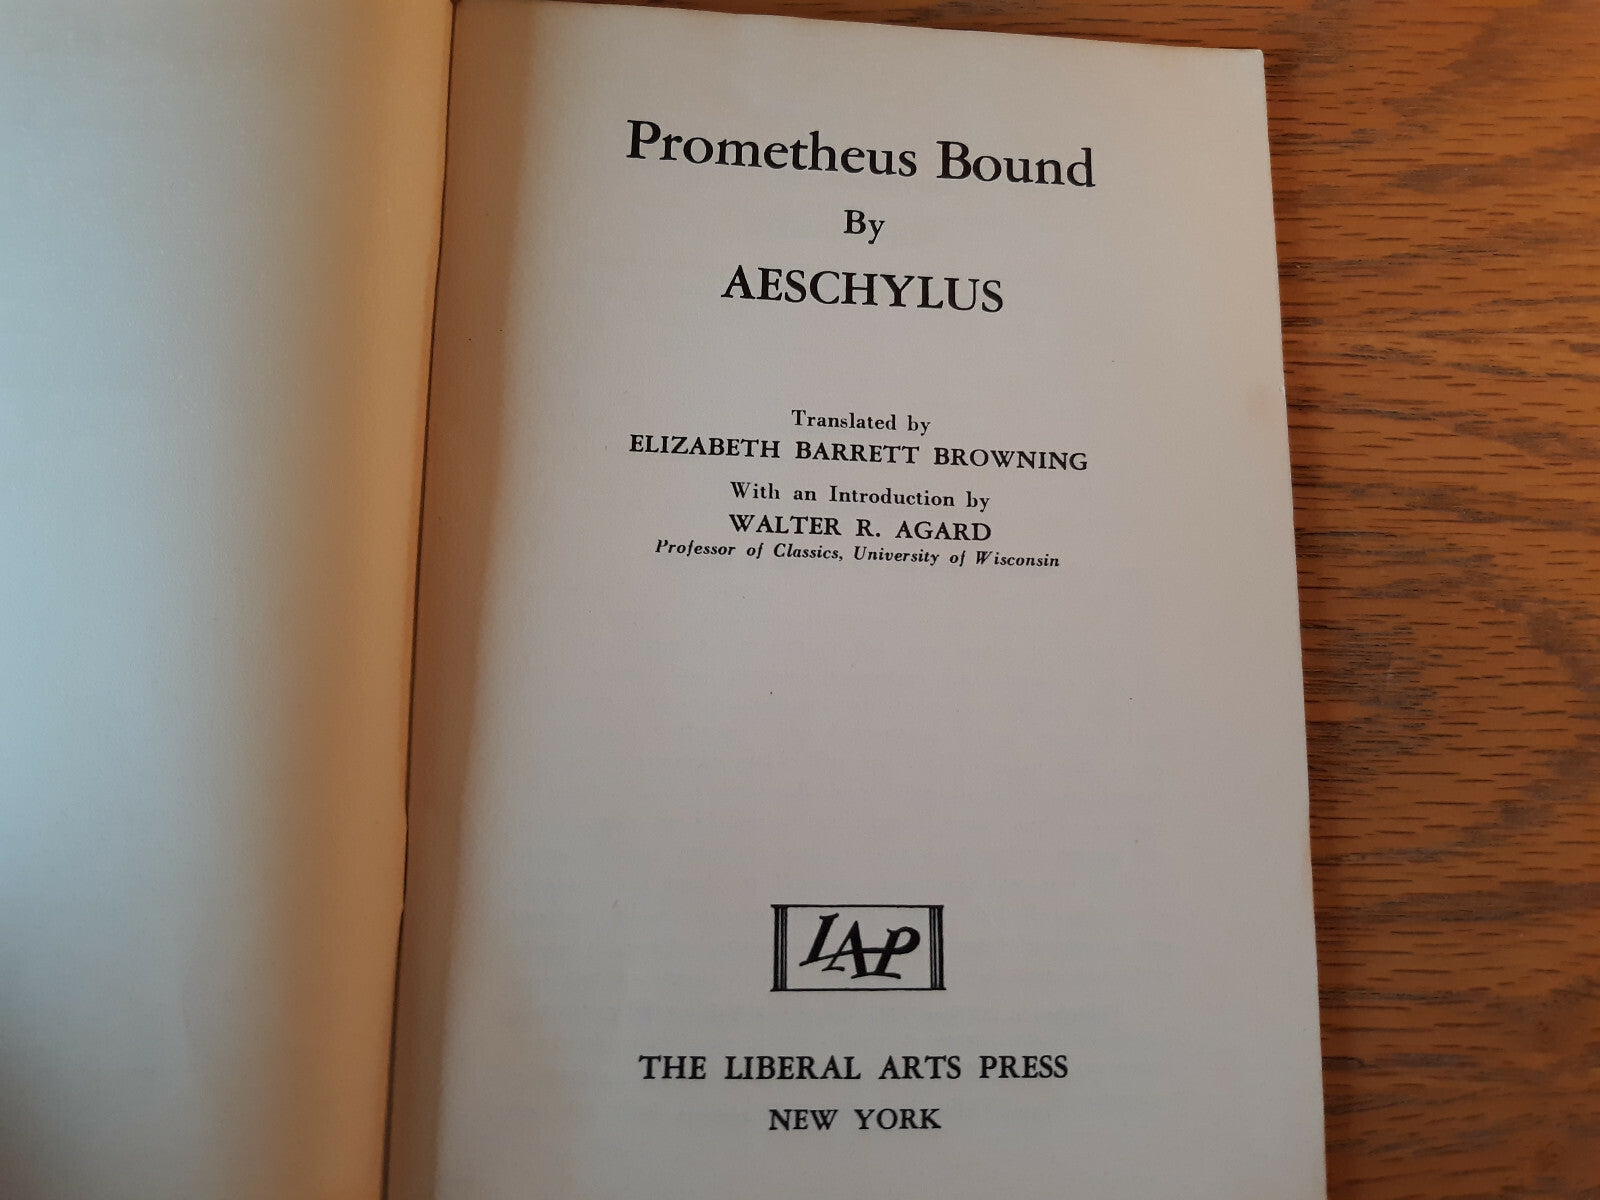 Prometheus Bound
By
AESCHYLUS
Translated by
ELIZABETH BARRETT BROWNING
With an Introduction by
WALTER R. AGARD
Professor of Classics, University of Wisconsin
LAP
THE LIBERAL ARTS PRESS
NEW YORK